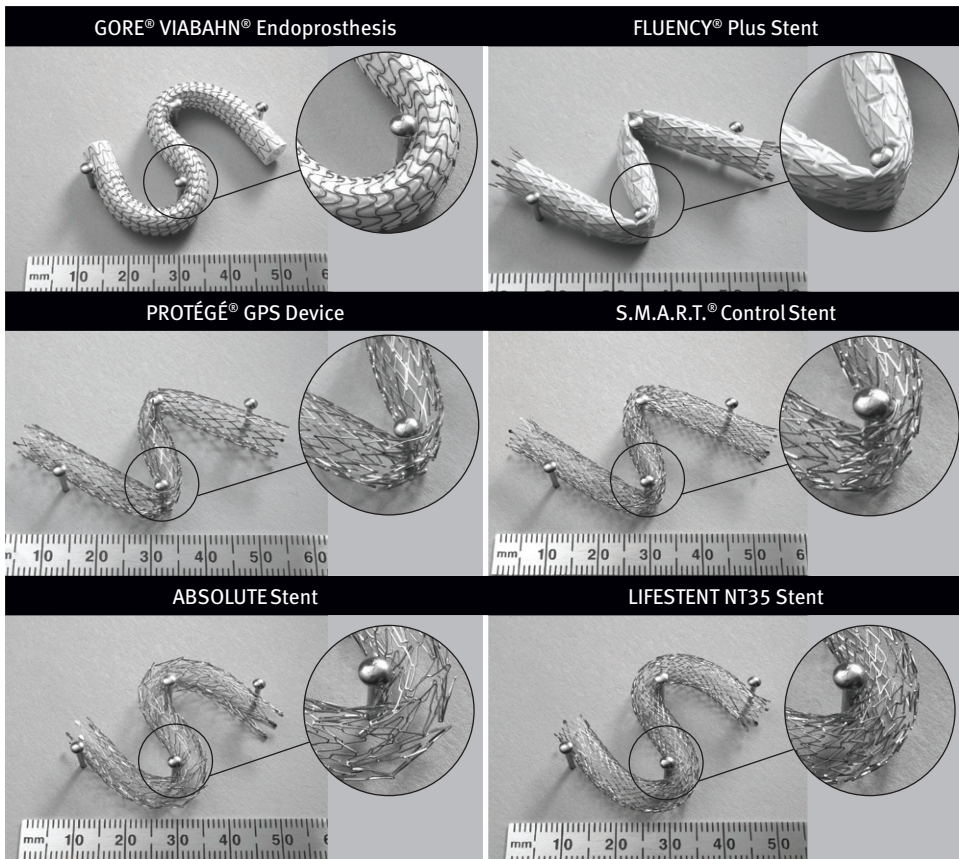 GORE® VIABAHN® Endoprosthesis
FLUENCY® Plus Stent
mm 10 20 30 40 50 6
PROTÉGÉ® GPS Device
S.M.A.R.T.® Control Stent
10 20 30 40 50 60
mm 10 20 30 40 50 6
ABSOLUTE Stent
LIFESTENT NT35 Stent
mm 10 20 30 40 50 6
mm 10 20 30 40 50